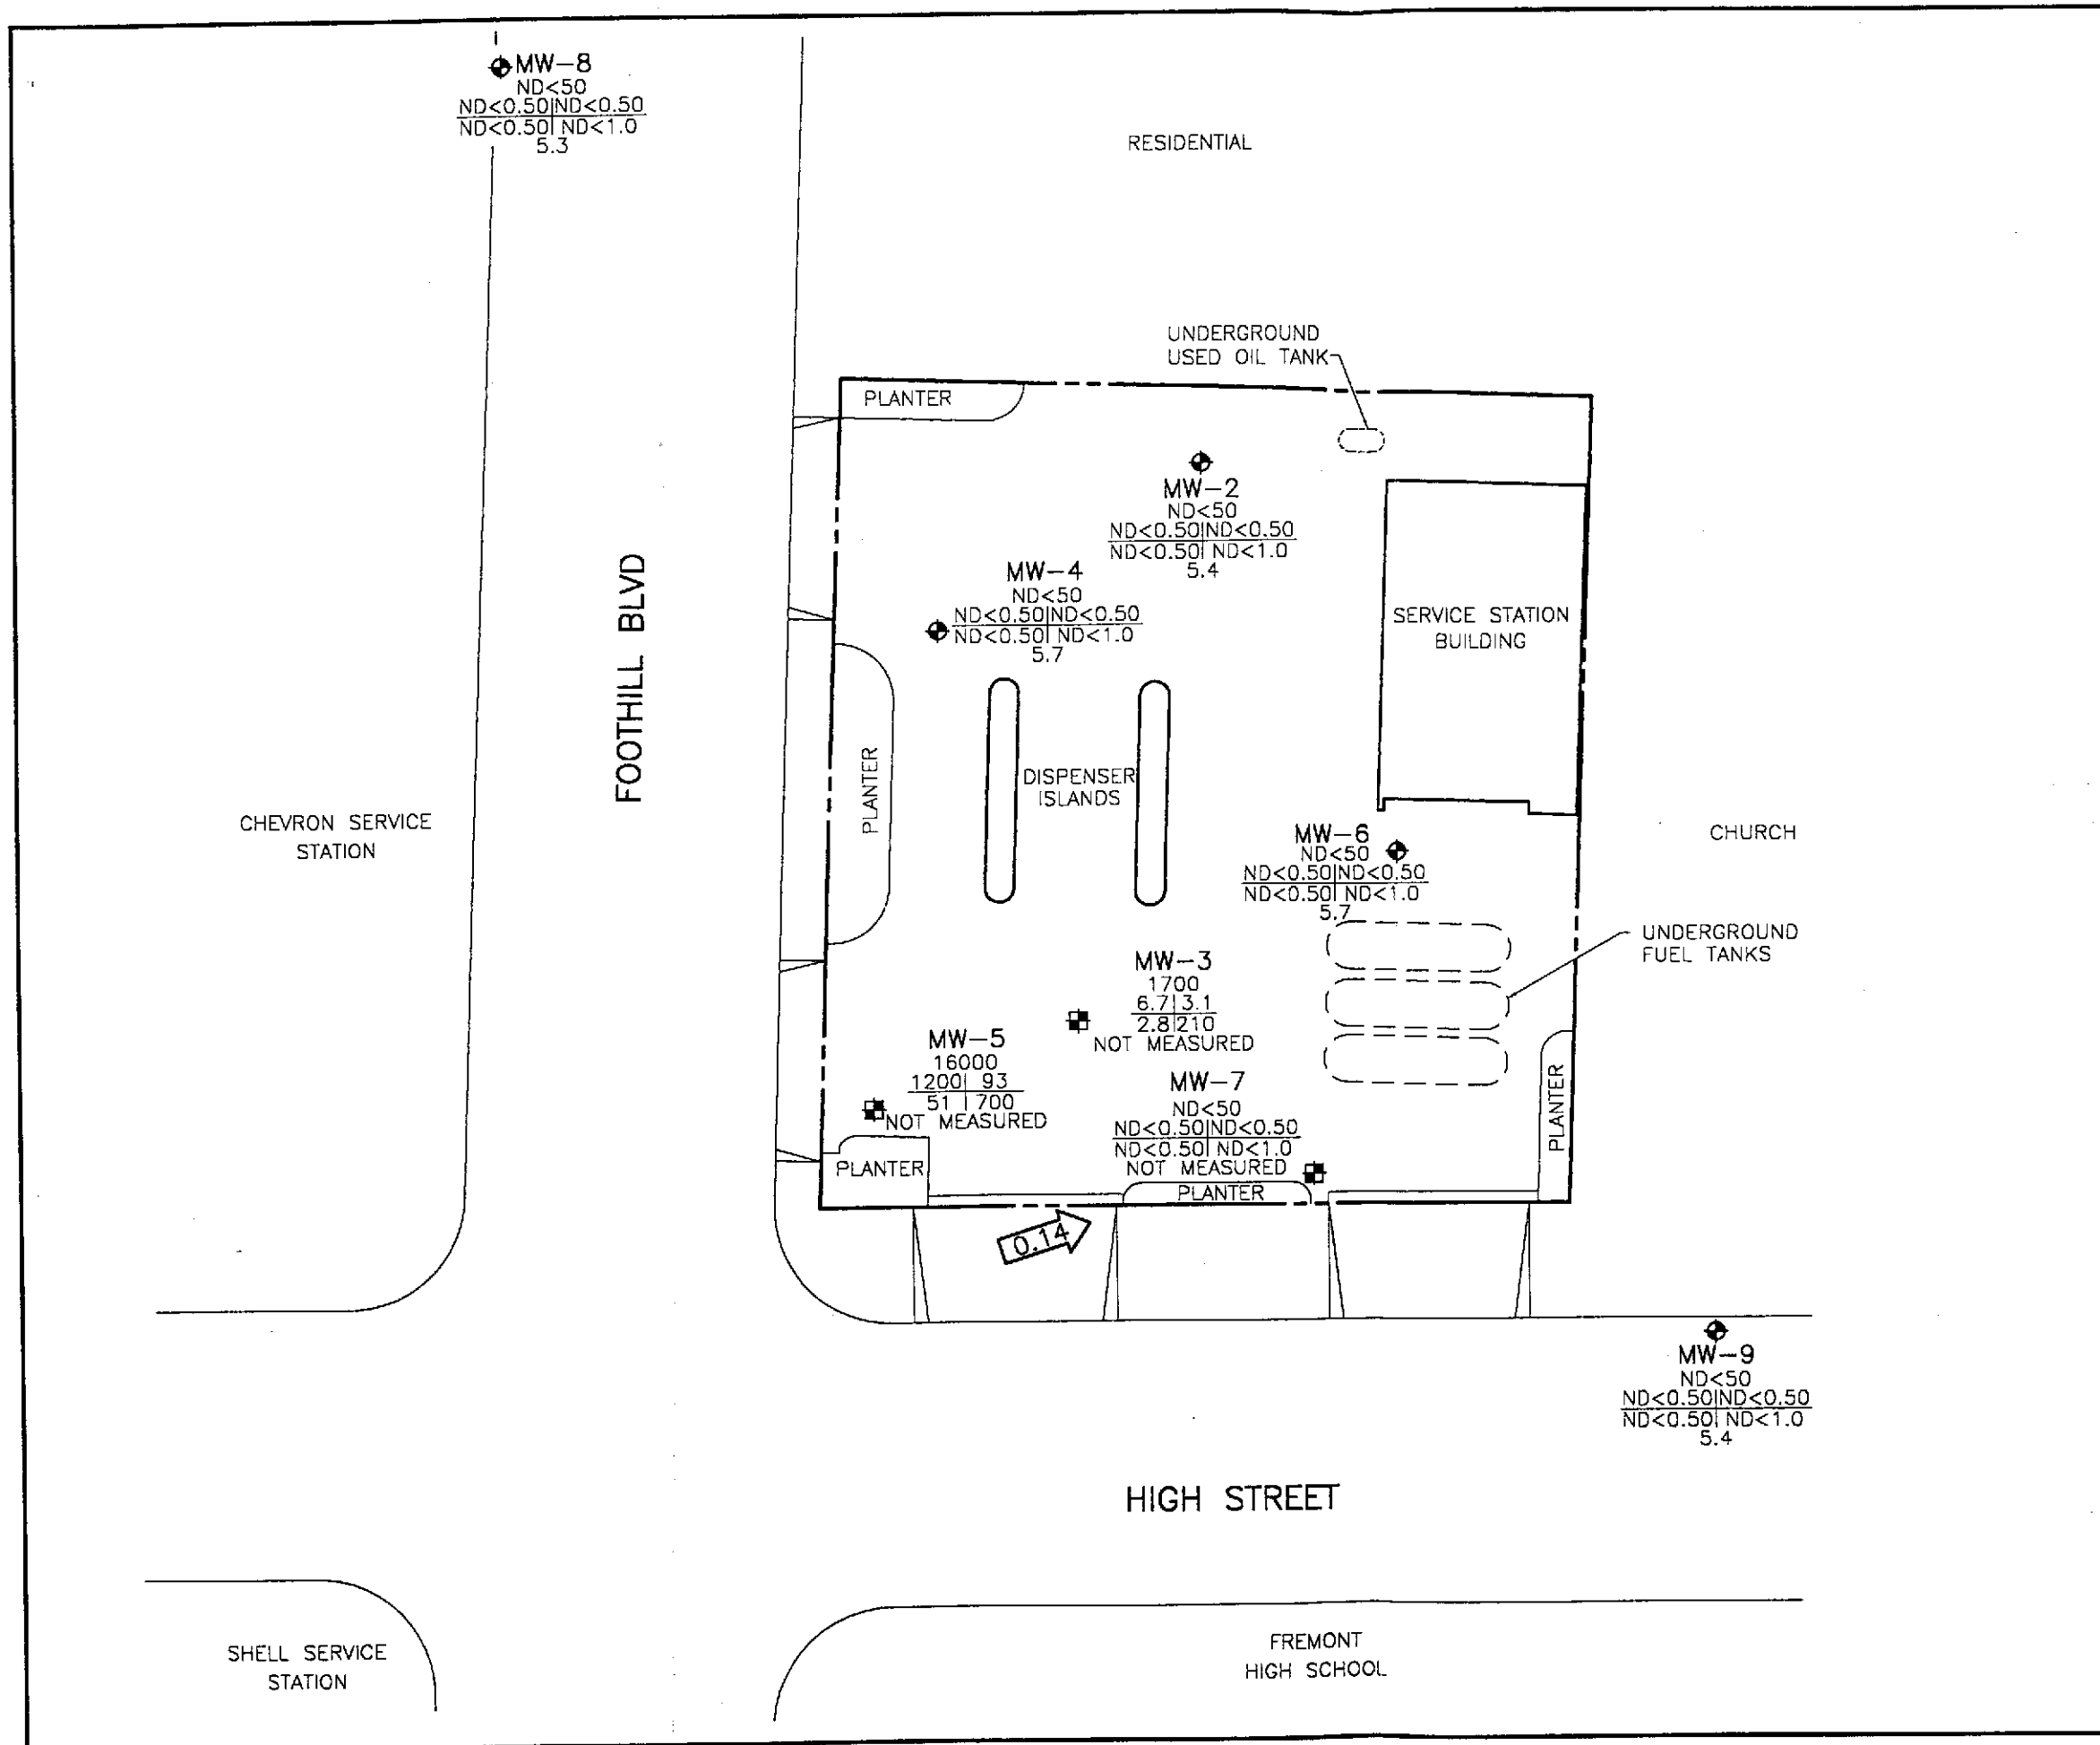 MW-8
ND<50
ND<0.50|ND<0.50
ND<0.50|ND<1.0
5.3
RESIDENTIAL
UNDERGROUND
USED OIL TANK
PLANTER
MW-2
ND<50
ND<0.50|ND<0.50
ND<0.50|ND<1.0
5.4
MW-4
ND<50
ND<0.50|ND<0.50
ND<0.50|ND<1.0
5.7
SERVICE STATION
BUILDING
FOOTHILL BLVD
PLANTER
DISPENSER
ISLANDS
CHEVRON SERVICE
STATION
MW-6
ND<50
ND<0.50|ND<0.50
ND<0.50|ND<1.0
5.7
CHURCH
UNDERGROUND
FUEL TANKS
MW-3
1700
6.7|3.1
2.8|210
NOT MEASURED
MW-5
16000
1200|93
51|700
NOT MEASURED
MW-7
ND<50
ND<0.50|ND<0.50
ND<0.50|ND<1.0
NOT MEASURED
PLANTER
PLANTER
PLANTER
0.14
MW-9
ND<50
ND<0.50|ND<0.50
ND<0.50|ND<1.0
5.4
HIGH STREET
SHELL SERVICE
STATION
FREMONT
HIGH SCHOOL